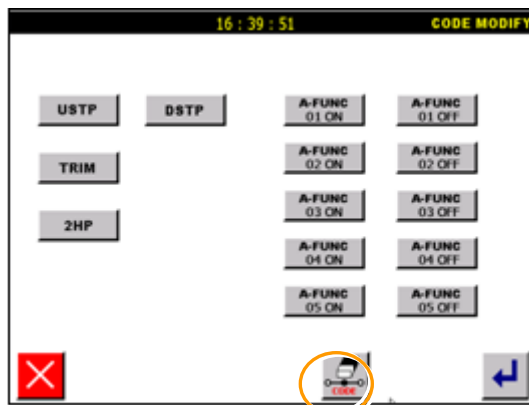 16 : 39 : 51 CODE MODIFY
USTP DSTP A-FUNC 01 ON A-FUNC 01 OFF
TRIM A-FUNC 02 ON A-FUNC 02 OFF
2HP A-FUNC 03 ON A-FUNC 03 OFF
A-FUNC 04 ON A-FUNC 04 OFF
A-FUNC 05 ON A-FUNC 05 OFF
CODE